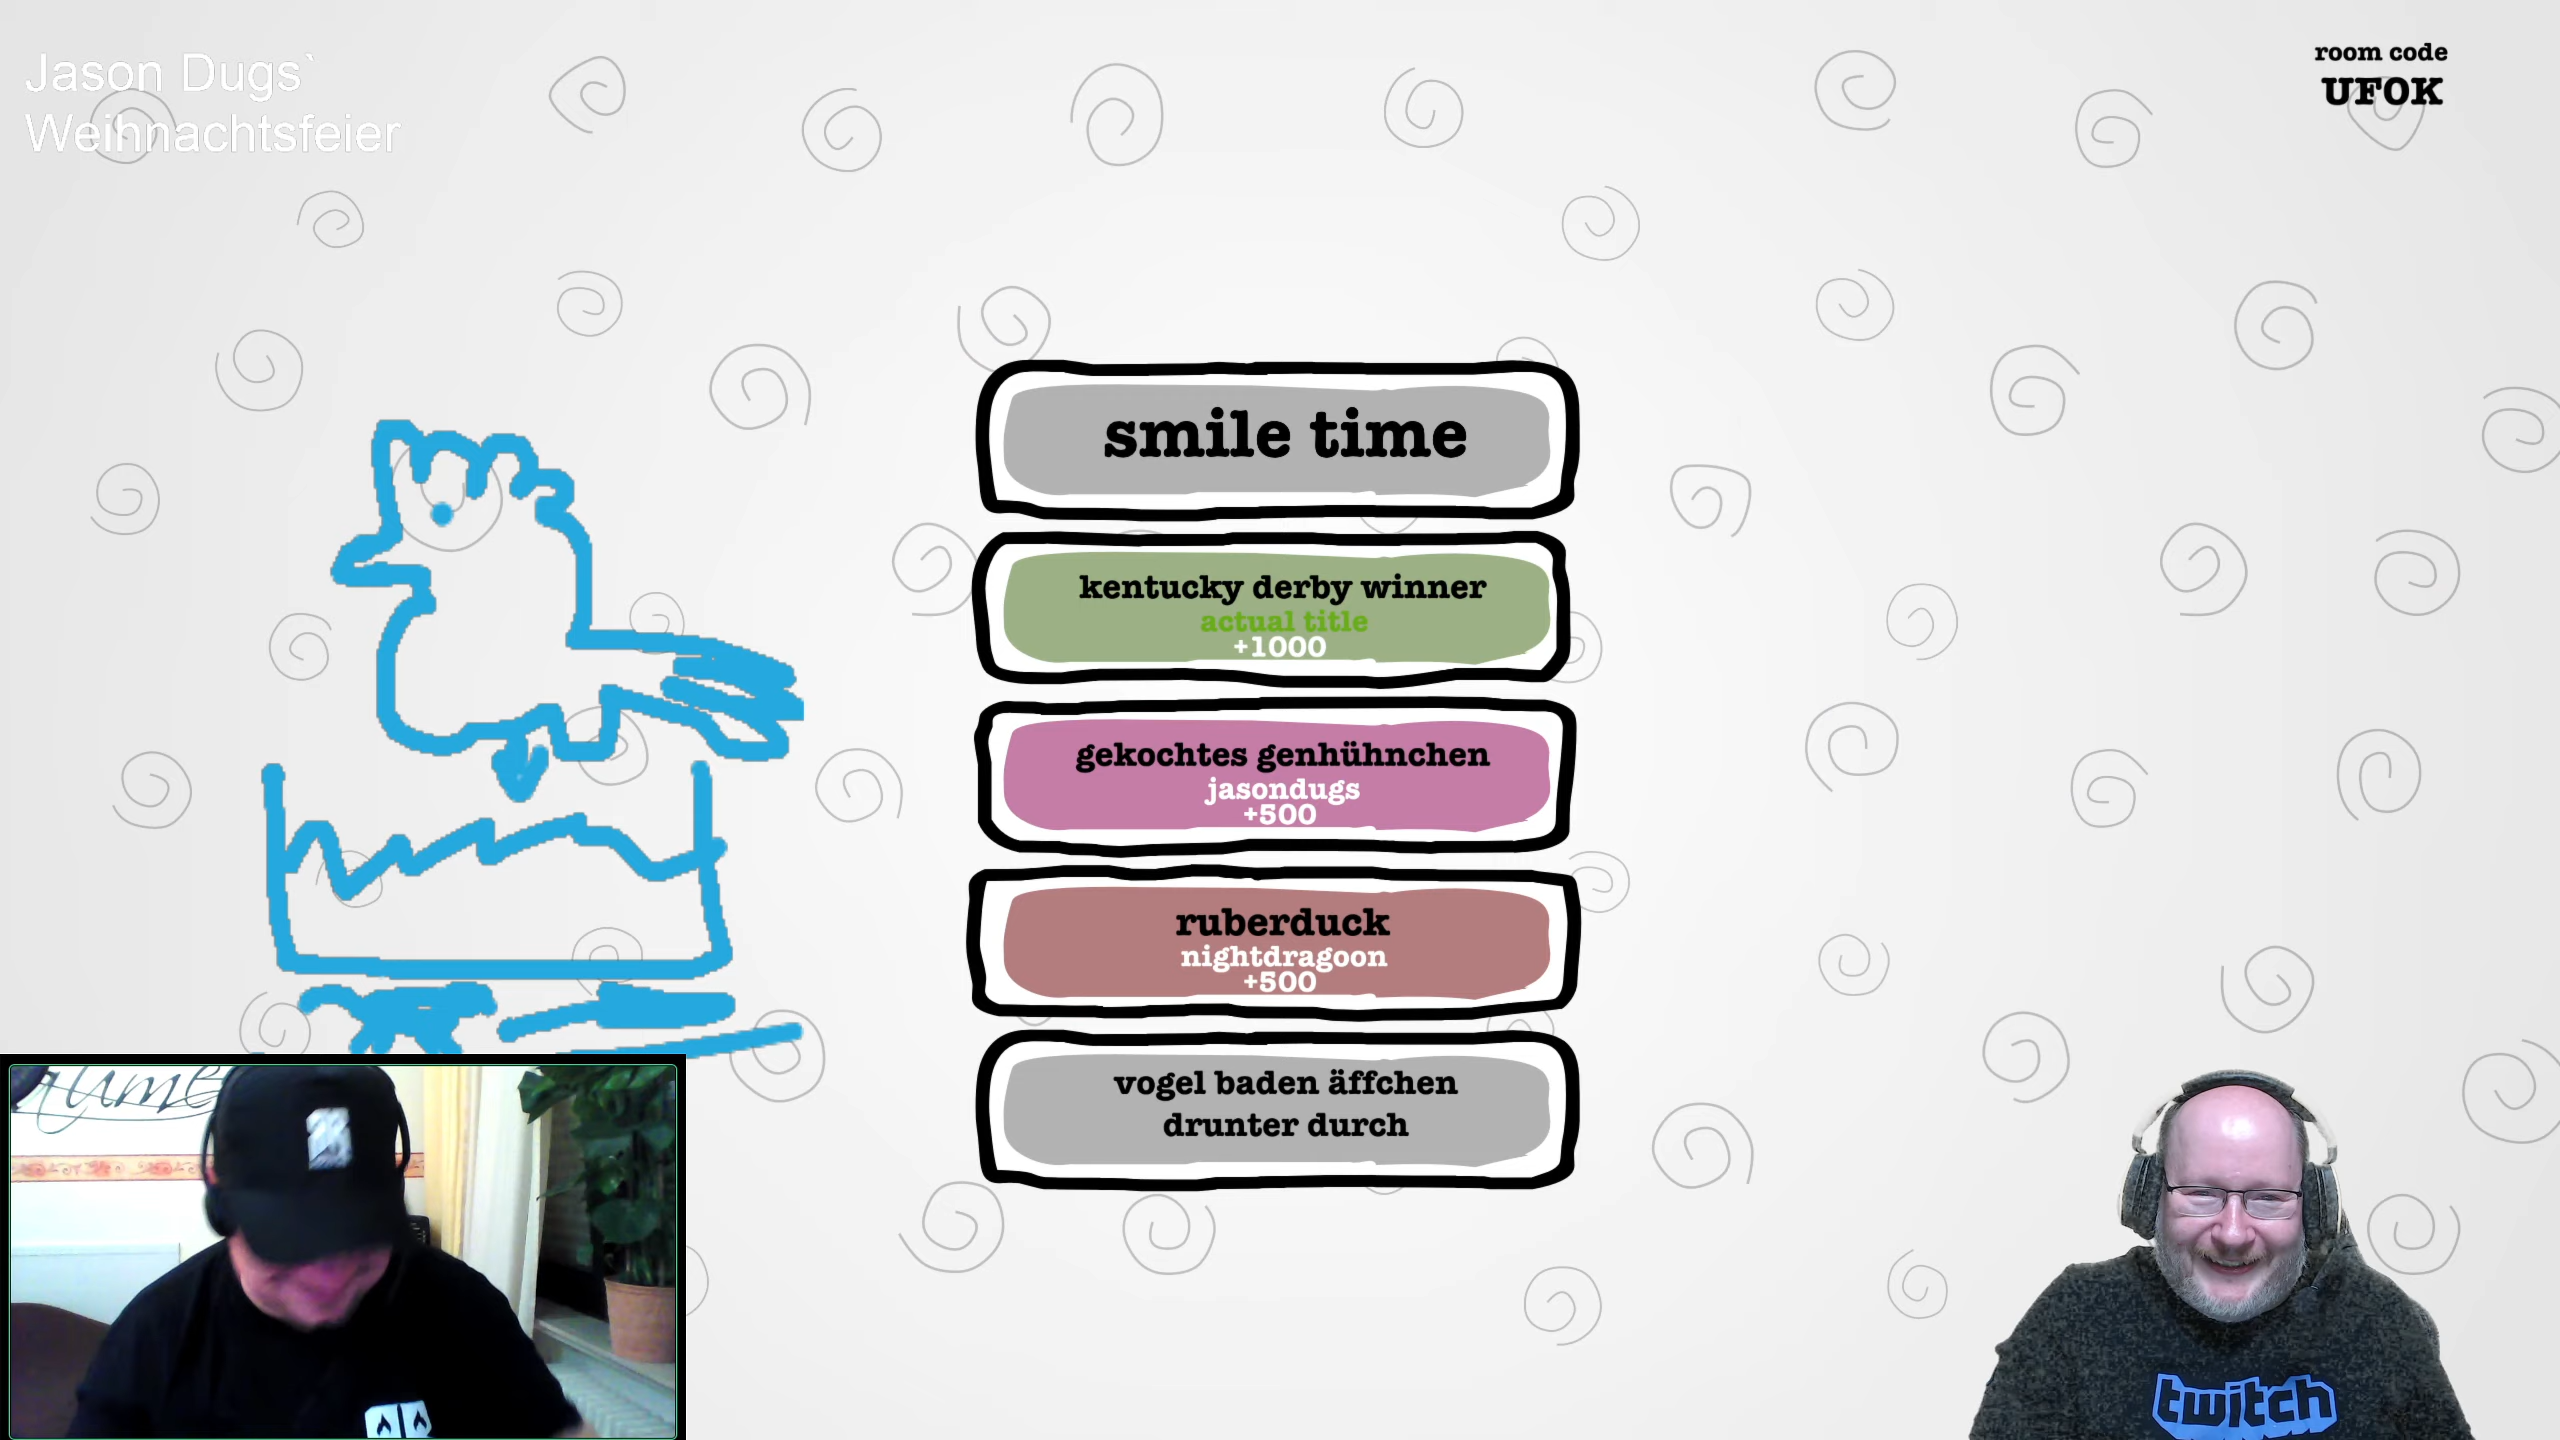 Jason Dugs`
Weihnachtsfeier
room code
UFOK
smile time
kentucky derby winner
actual title
+1000
gekochtes genhühnchen
jasondugs
+500
ruberduck
nightdragoon
+500
vogel baden äffchen
drunter durch
twitch